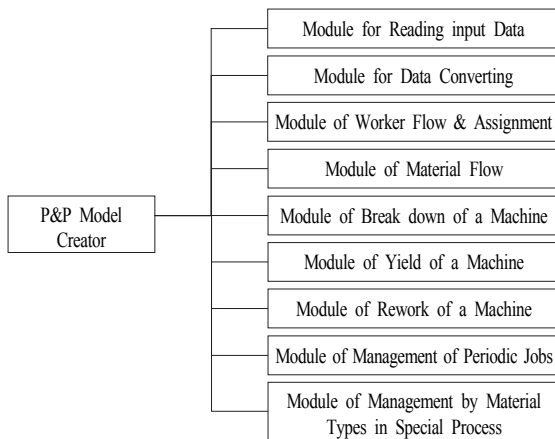 Module for Reading input Data
Module for Data Converting
Module of Worker Flow & Assignment
Module of Material Flow
P&P Model
Creator
Module of Break down of a Machine
Module of Yield of a Machine
Module of Rework of a Machine
Module of Management of Periodic Jobs
Module of Management by Material
Types in Special Process